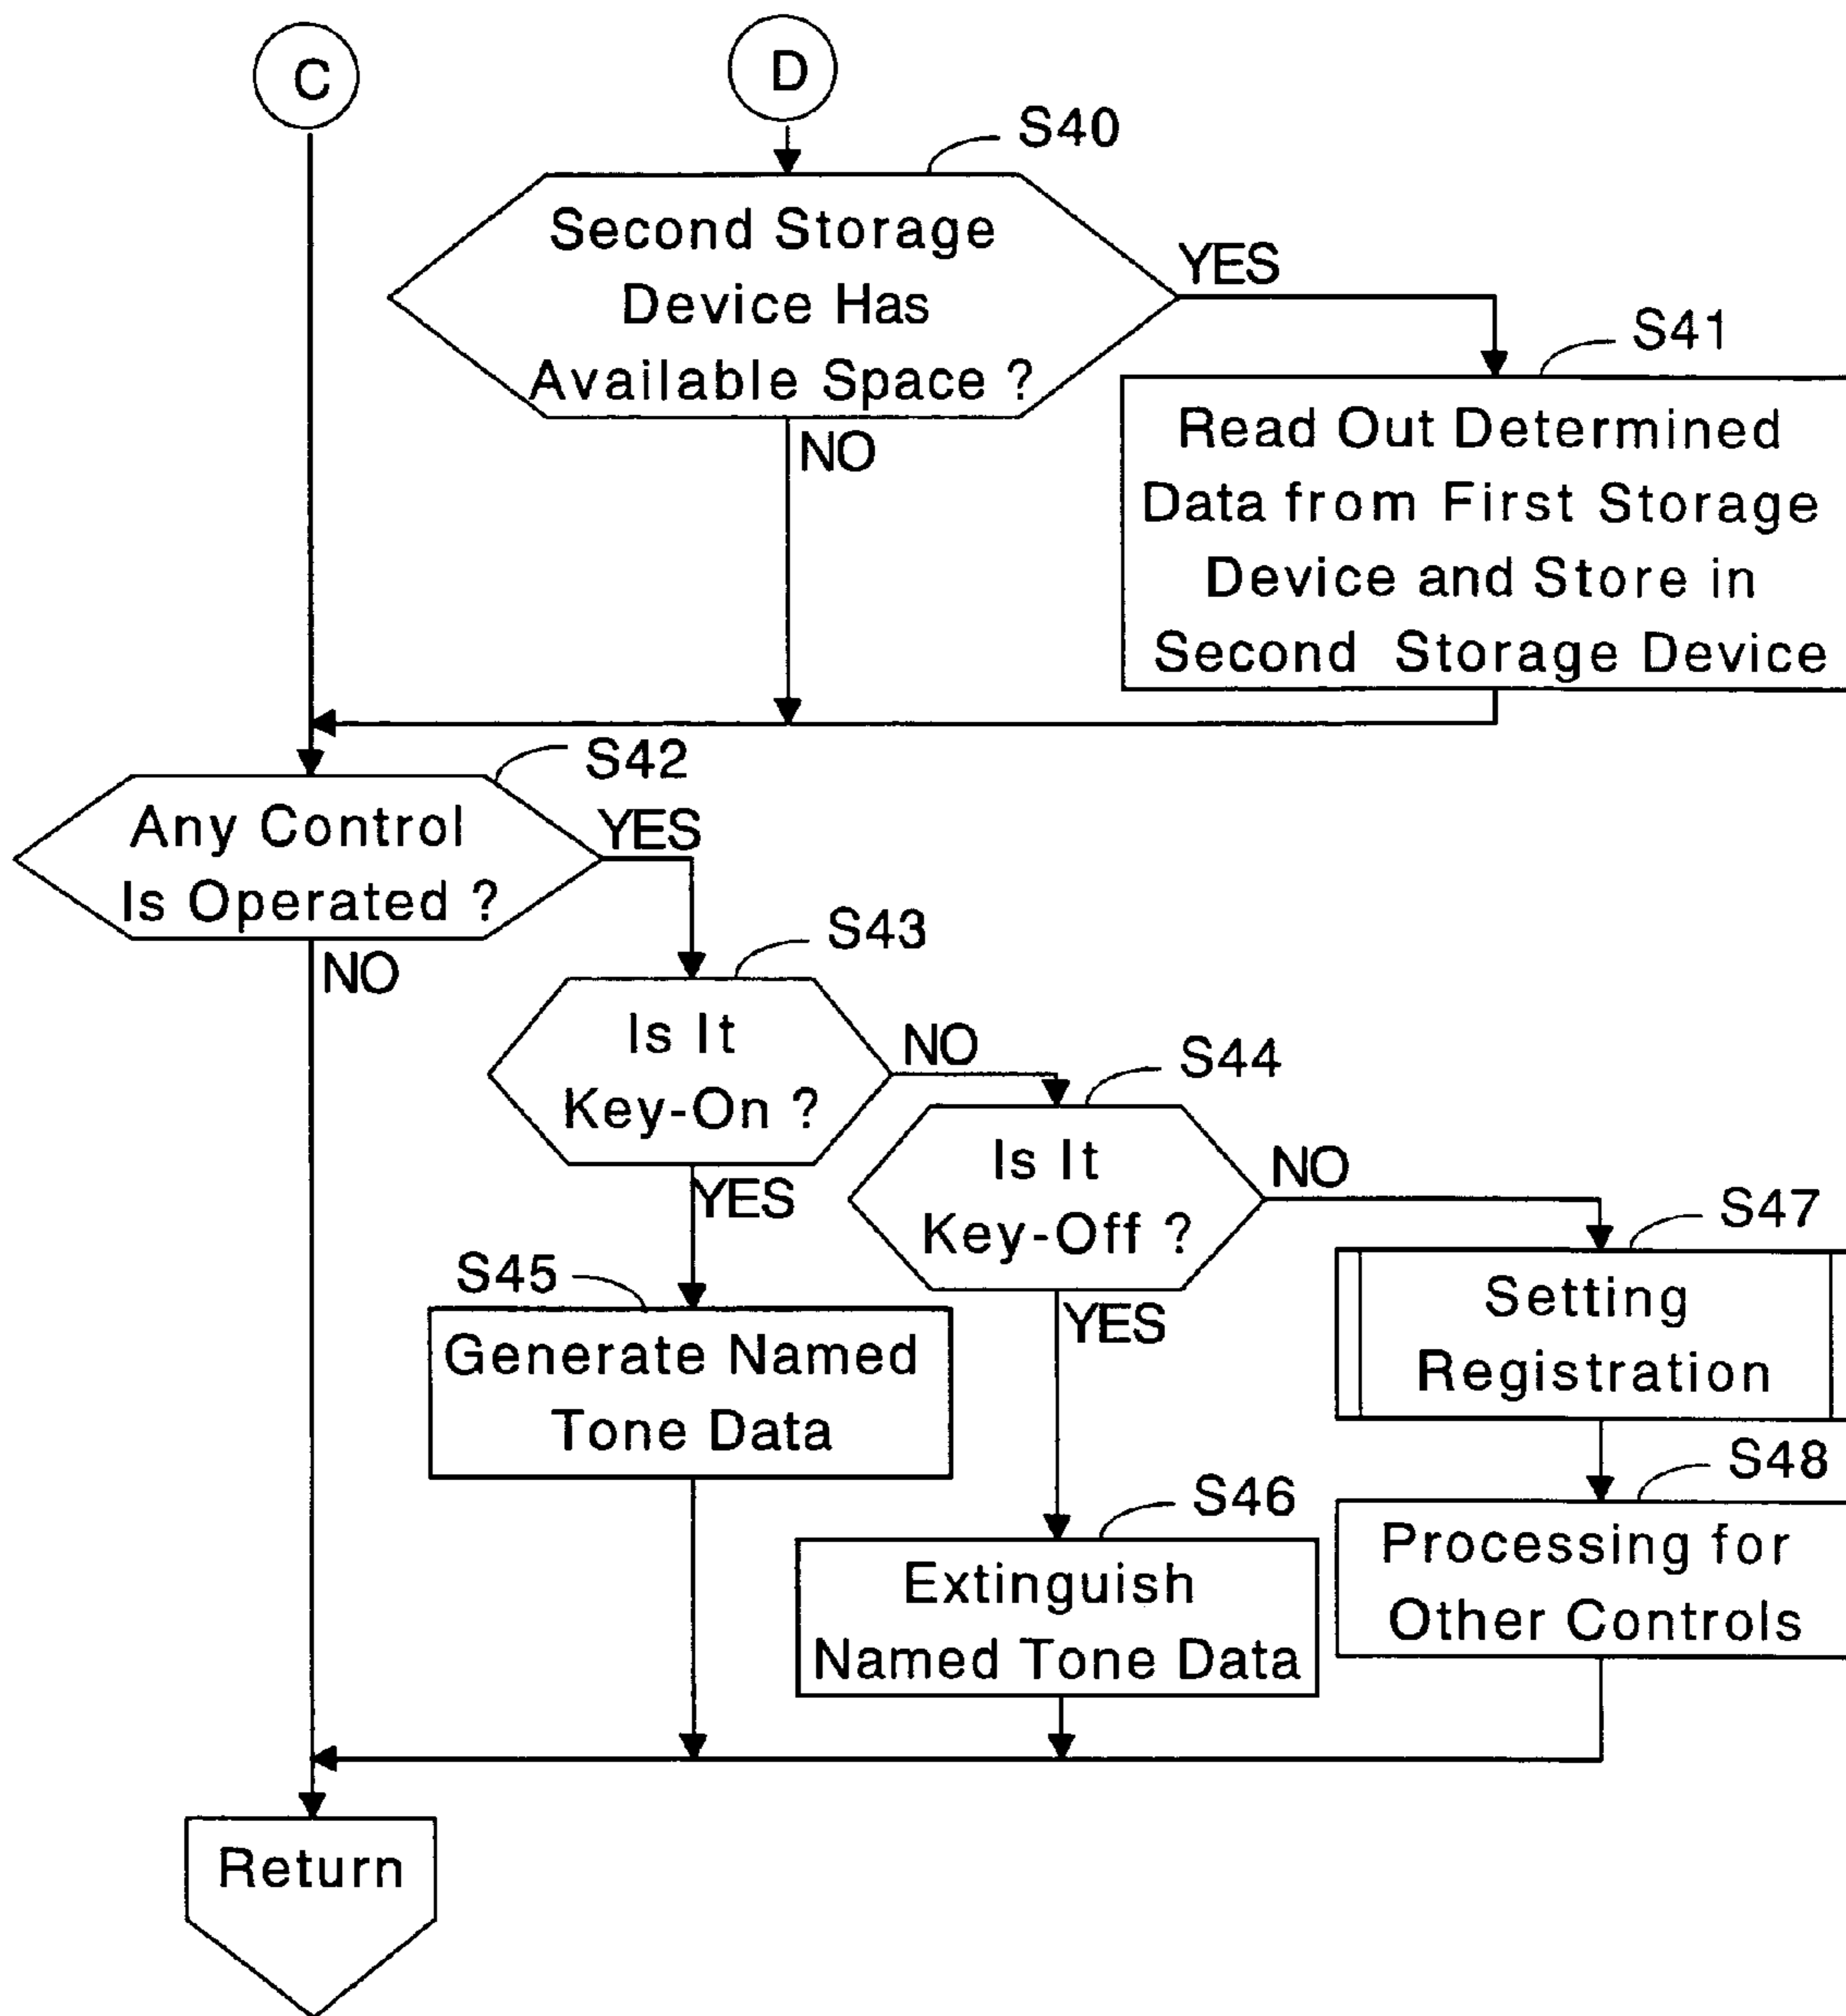 C
D
S40
Second Storage
Device Has
Available Space ?
YES
NO
S41
Read Out Determined
Data from First Storage
Device and Store in
Second Storage Device
S42
Any Control
Is Operated ?
YES
NO
S43
Is It
Key-On ?
NO
YES
S44
Is It
Key-Off ?
NO
YES
S45
Generate Named
Tone Data
S47
Setting
Registration
S46
Extinguish
Named Tone Data
S48
Processing for
Other Controls
Return